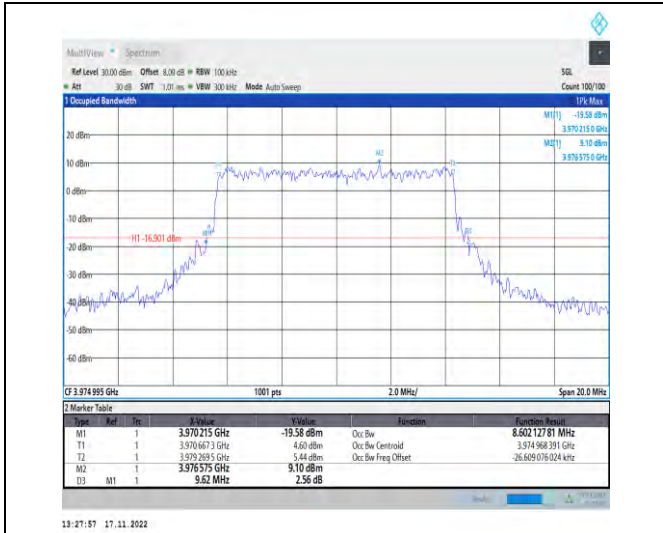 MultiView Spectrum
Ref Level 30.00 dBm Offset 8.00 dB RBW 100 kHz SGL
Att 30 dB SWT 1.01 ms VBW 300 kHz Mode Auto Sweep Count 100/100
1 Occupied Bandwidth 1Pk Max
M1[1] -19.58 dBm
3.970 215 0 GHz
M2[1] 9.10 dBm
3.976 575 0 GHz
20 dBm
M2
10 dBm
0 dBm
-10 dBm
H1 -16.901 dBm
-20 dBm
-30 dBm
-40 dBm
-50 dBm
-60 dBm
CF 3.974 995 GHz 1001 pts 2.0 MHz/ Span 20.0 MHz
2 Marker Table
Type Ref Trc X-Value Y-Value Function Function Result
M1 1 3.970 215 GHz -19.58 dBm Occ Bw 8.602 127 81 MHz
T1 1 3.970 667 3 GHz 4.60 dBm Occ Bw Centroid 3.974 968 391 GHz
T2 1 3.979 269 5 GHz 5.44 dBm Occ Bw Freq Offset -26.609 076 024 kHz
M2 1 3.976 575 GHz 9.10 dBm
D3 M1 1 9.62 MHz 2.56 dB
13:27:57 17.11.2022